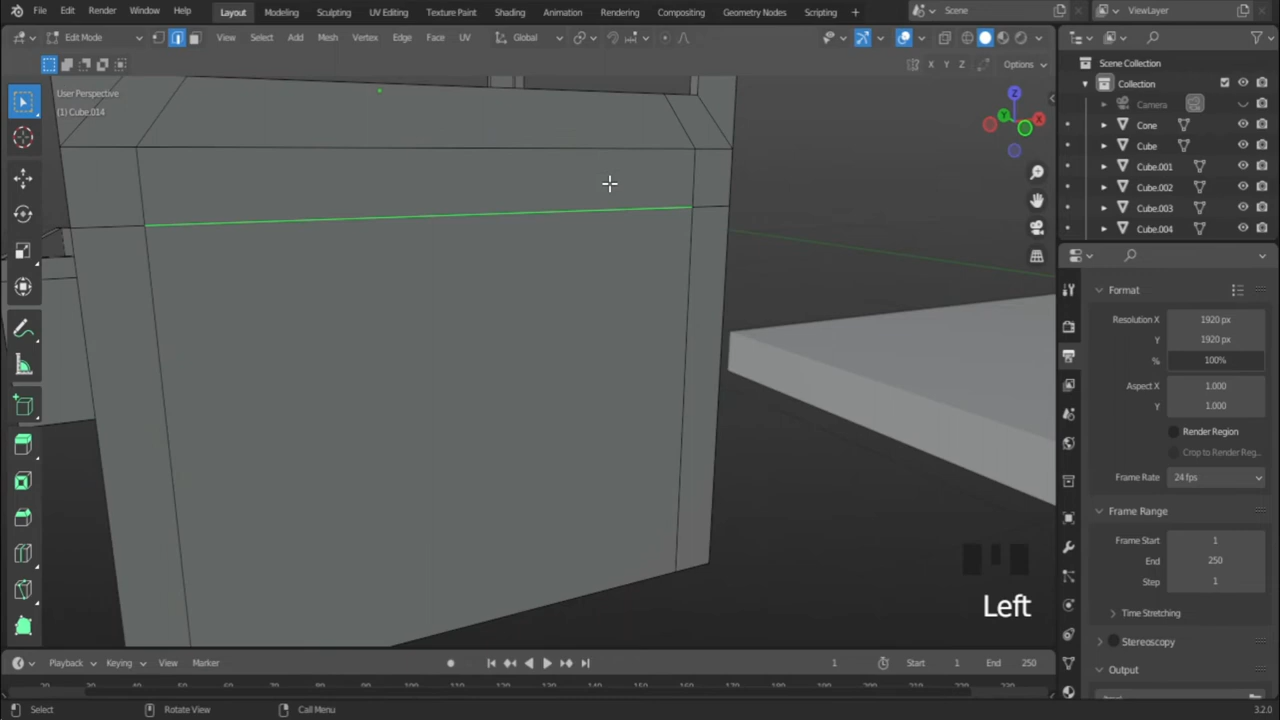 File Edit Render Window Help Layout Modeling Sculpting UV Editing Texture Paint Shading Animation Rendering Compositing Geometry Nodes Scripting + Scene ViewLayer
Edit Mode View Select Add Mesh Vertex Edge Face UV Global
X Y Z Options
User Perspective
(1) Cube.014
Z
Y
X
Scene Collection
Collection
Camera
Cone
Cube
Cube.001
Cube.002
Cube.003
Cube.004
Format
Resolution X 1920 px
Y 1920 px
% 100%
Aspect X 1.000
Y 1.000
Render Region
Crop to Render Reg...
Frame Rate 24 fps
Frame Range
Frame Start 1
End 250
Step 1
Time Stretching
Stereoscopy
Output
Left
Playback Keying View Marker 1 Start 1 End 250
Select Rotate View Call Menu 3.2.0